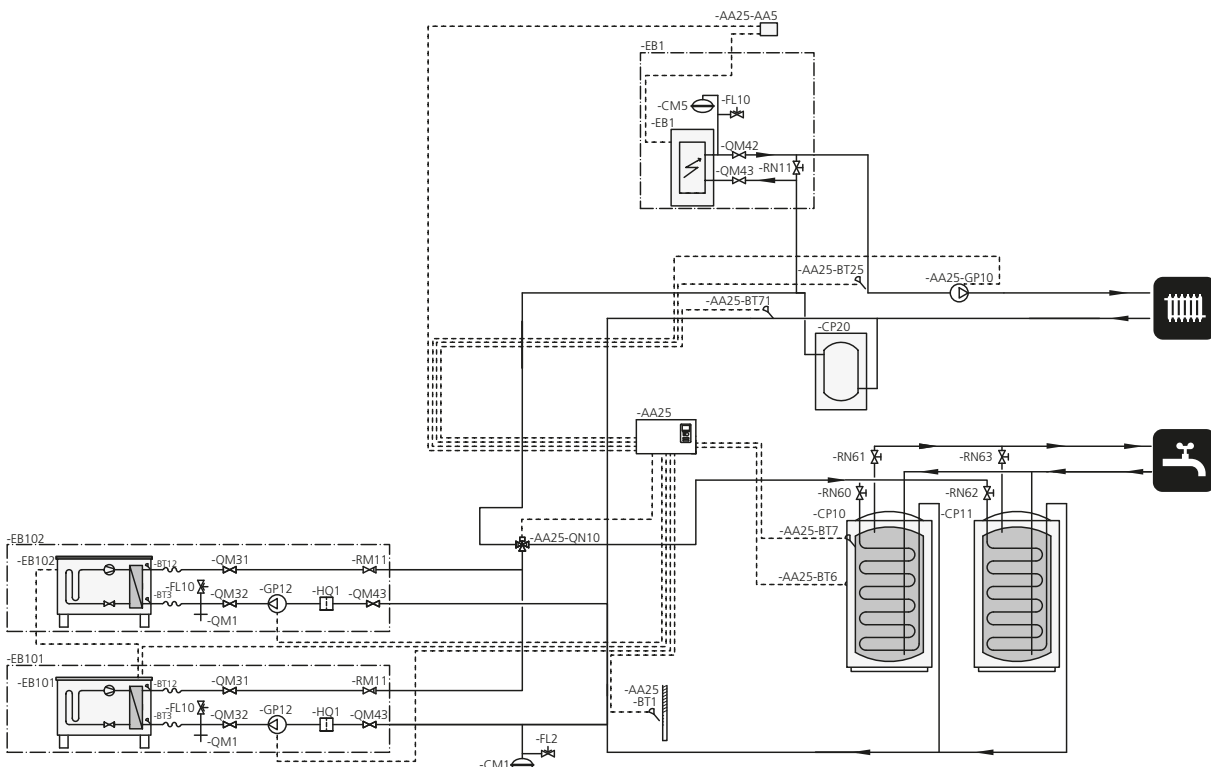 -AA25-AA5
-EB1
-CM5
-FL10
-EB1
-QM42
-QM43
-RN11
-AA25-BT25
-AA25-GP10
-AA25-BT71
-CP20
-AA25
-RN61
-RN63
-RN60
-RN62
-CP10
-CP11
-AA25-BT7
-AA25-QN10
-AA25-BT6
-EB102
-EB102
-BT12
-QM31
-RM11
-FL10
-BT3
-QM32
-GP12
-HQ1
-QM43
-QM1
-EB101
-EB101
-BT12
-QM31
-RM11
-FL10
-BT3
-QM32
-GP12
-HQ1
-QM43
-QM1
-AA25
-BT1
-FL2
-CM1